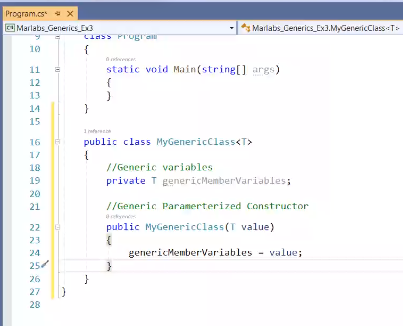 Program.cs*
Marlabs_Generics_Ex3
Marlabs_Generics_Ex3.MyGenericClass<T>
9 class Program
10 {
0 references
11 static void Main(string[] args)
12 {
13 }
14 }
15
1 reference
16 public class MyGenericClass<T>
17 {
18 //Generic variables
19 private T genericMemberVariables;
20
21 //Generic Paramerterized Constructor
0 references
22 public MyGenericClass(T value)
23 {
24 genericMemberVariables = value;
25 }
26 }
27 }
28